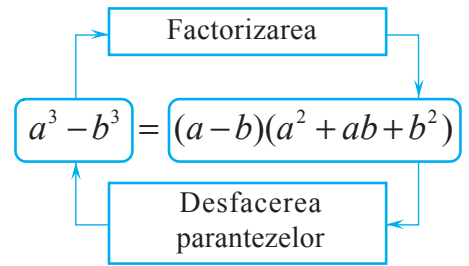 Factorizarea
a³ − b³ = (a − b)(a² + ab + b²)
Desfacerea
parantezelor